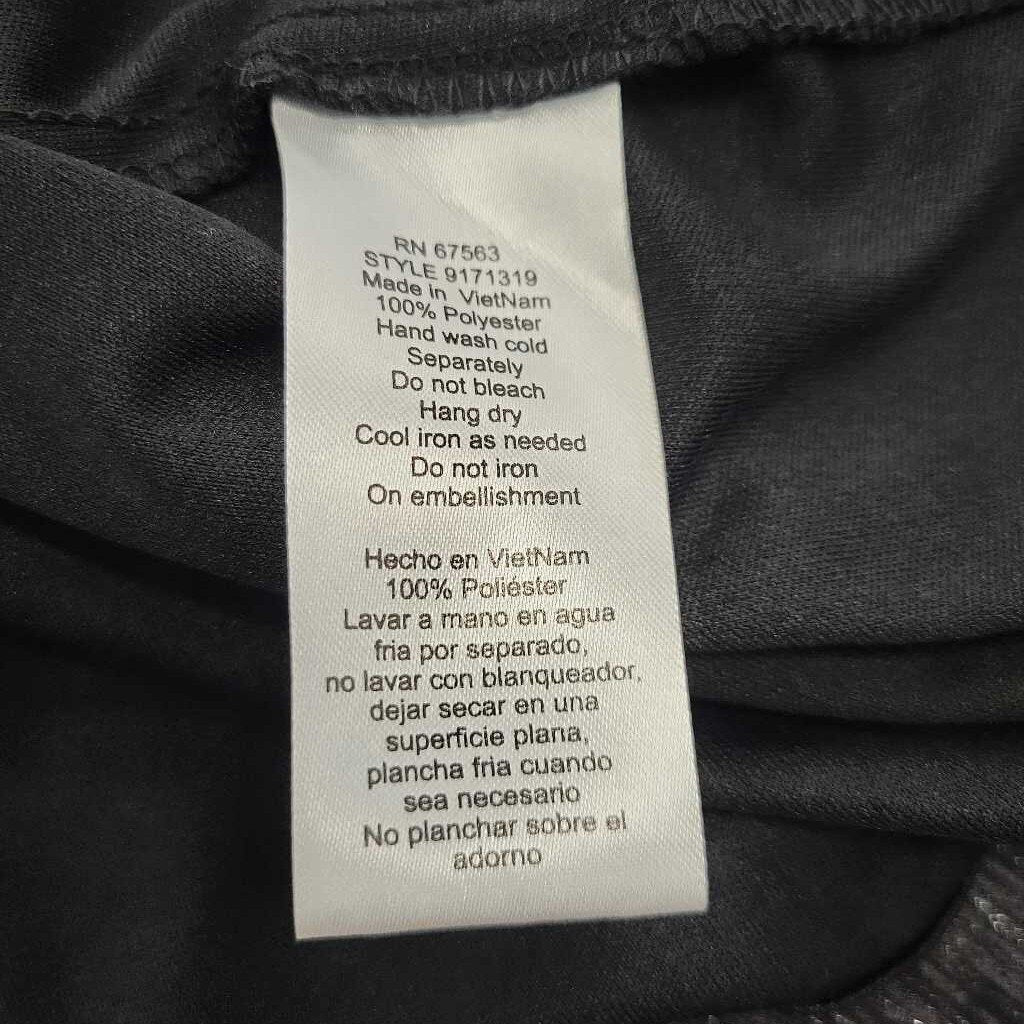 RN 67563
STYLE 9171319
Made in VietNam
100% Polyester
Hand wash cold
Separately
Do not bleach
Hang dry
Cool iron as needed
Do not iron
On embellishment
Hecho en VietNam
100% Poliéster
Lavar a mano en agua
fria por separado,
no lavar con blanqueador,
dejar secar en una
superficie plana,
plancha fria cuando
sea necesario
No planchar sobre el
adorno